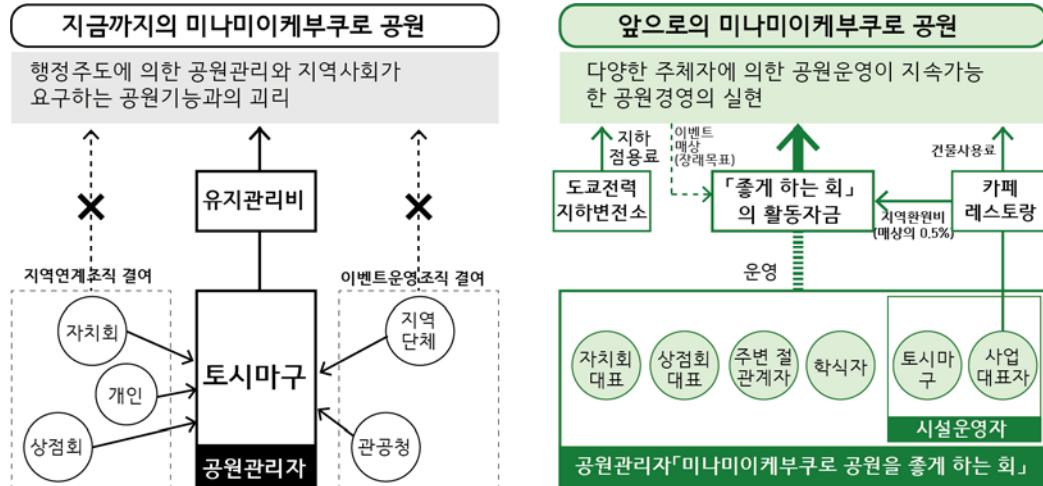 지금까지의 미나미이케부쿠로 공원
행정주도에 의한 공원관리와 지역사회가
요구하는 공원기능과의 괴리
유지관리비
지역연계조직 결여
이벤트운영조직 결여
자치회
개인
상점회
토시마구
공원관리자
지역
단체
관공청
앞으로의 미나미이케부쿠로 공원
다양한 주체자에 의한 공원운영이 지속가능
한 공원경영의 실현
지하
점용료
이벤트
매상
(장래목표)
건물사용료
도쿄전력
지하변전소
「좋게 하는 회」
의 활동자금
카페
레스토랑
지역환원비
(매상의 0.5%)
운영
자치회
대표
상점회
대표
주변 절
관계자
학식자
토시마
구
사업
대표자
시설운영자
공원관리자「미나미이케부쿠로 공원을 좋게 하는 회」